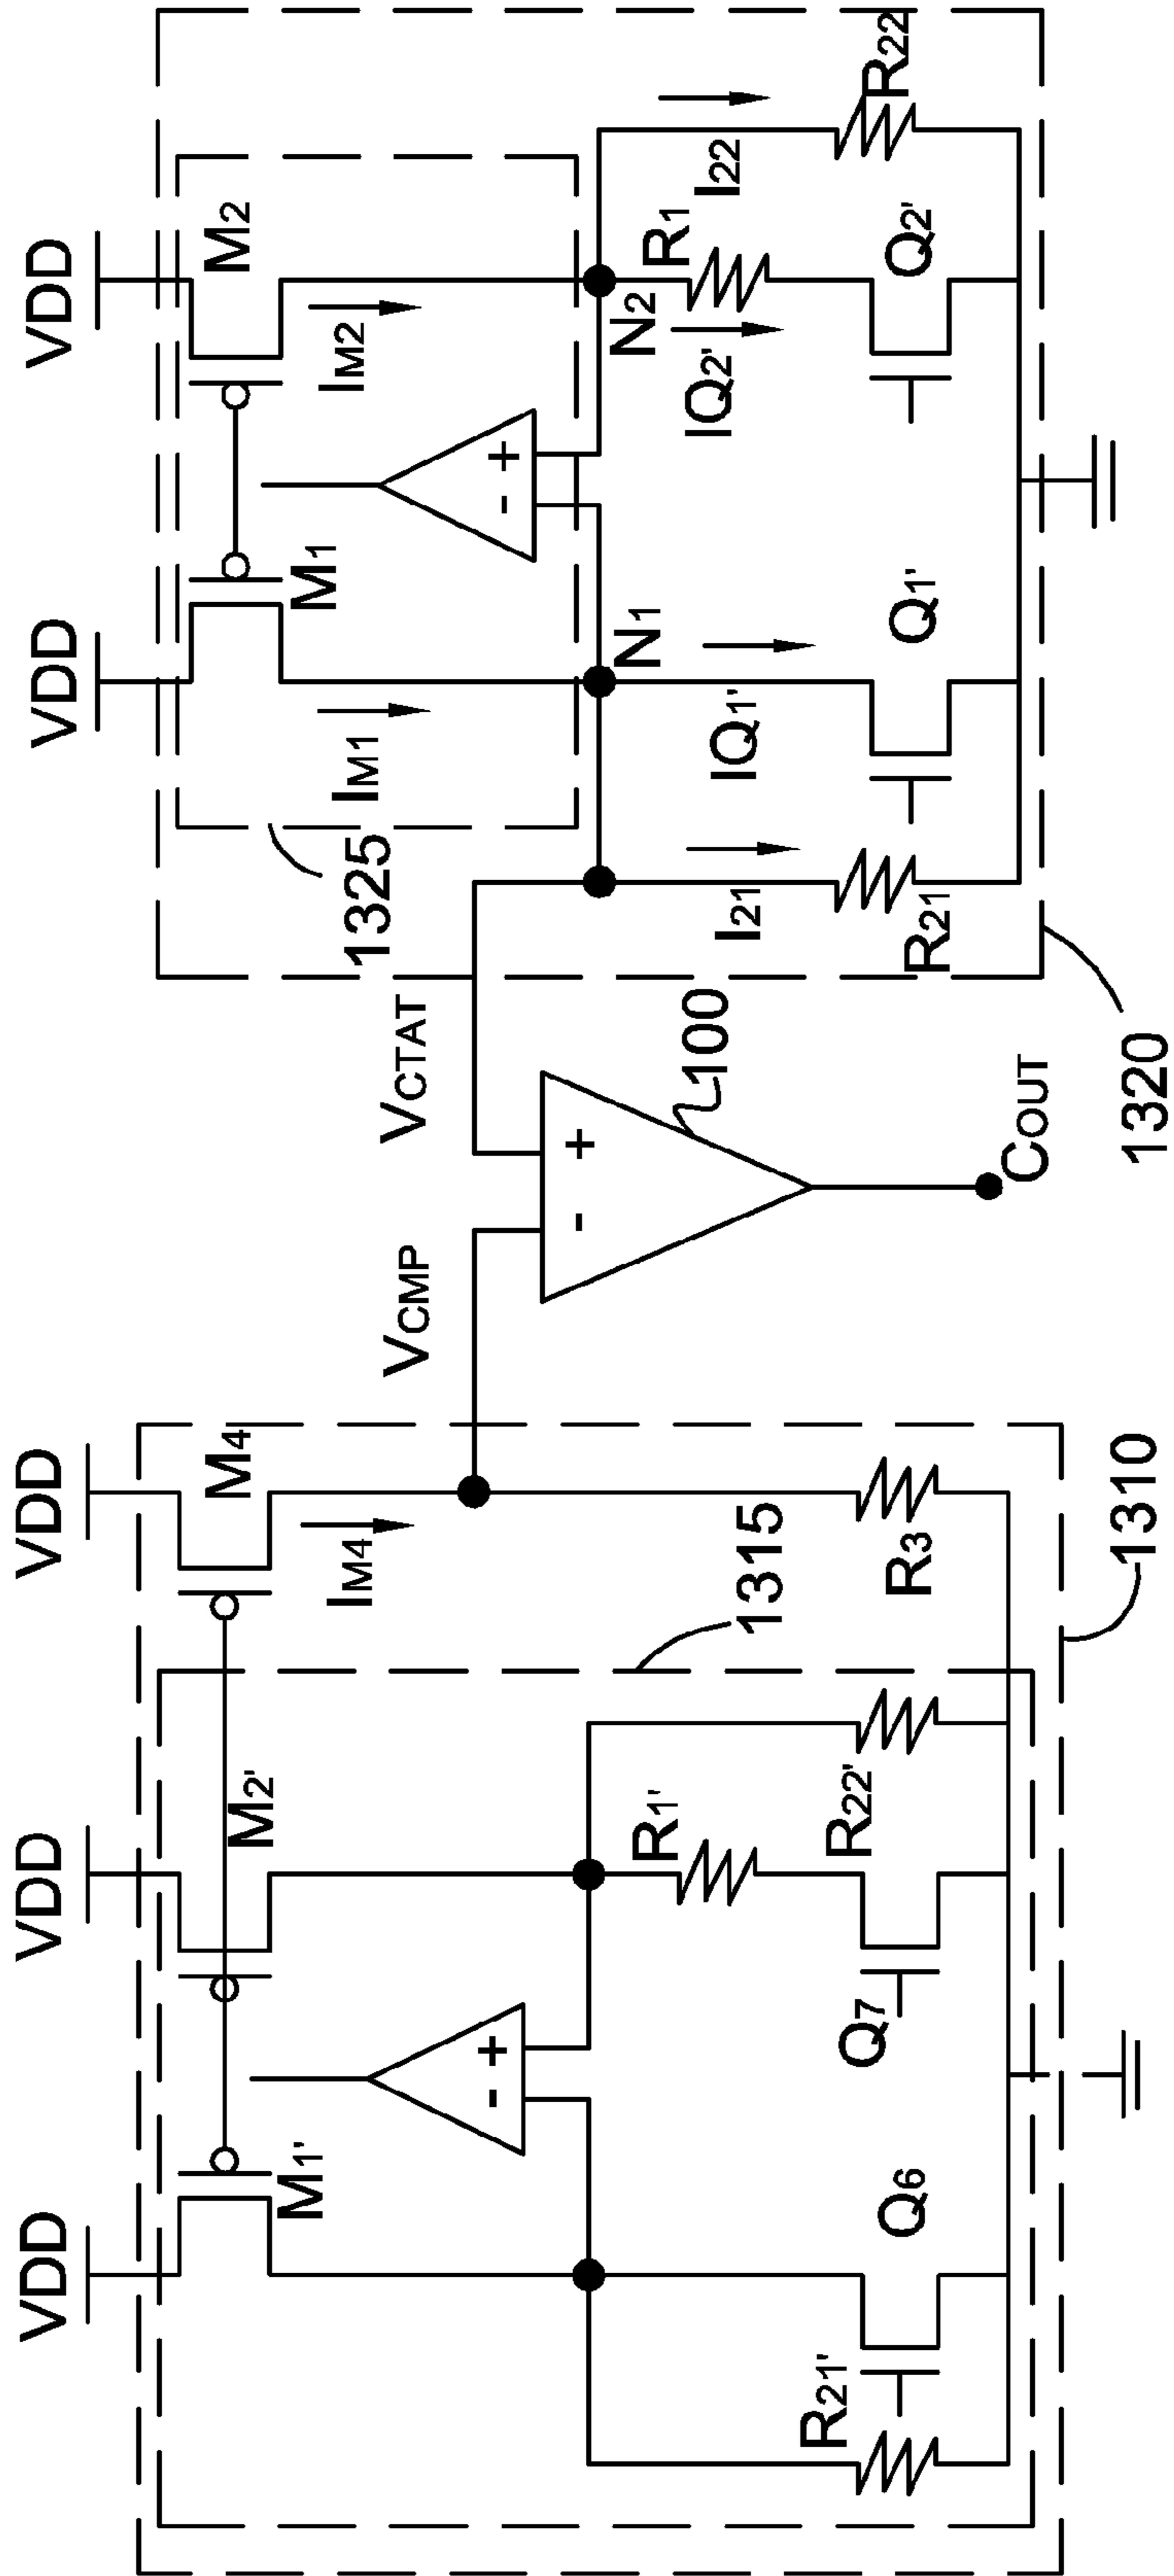 VDD
VDD
VDD
VDD
VDD
M1'
M2'
M4
IM4
VCMP
VCTAT
M1
M2
IM1
IM2
1325
- +
- +
- +
N1
N2
R1'
R1
I21
IQ1'
IQ2'
I22
100
1315
R21'
Q6
Q7
R22'
R3
R21
Q1'
Q2'
R22
COUT
1310
1320